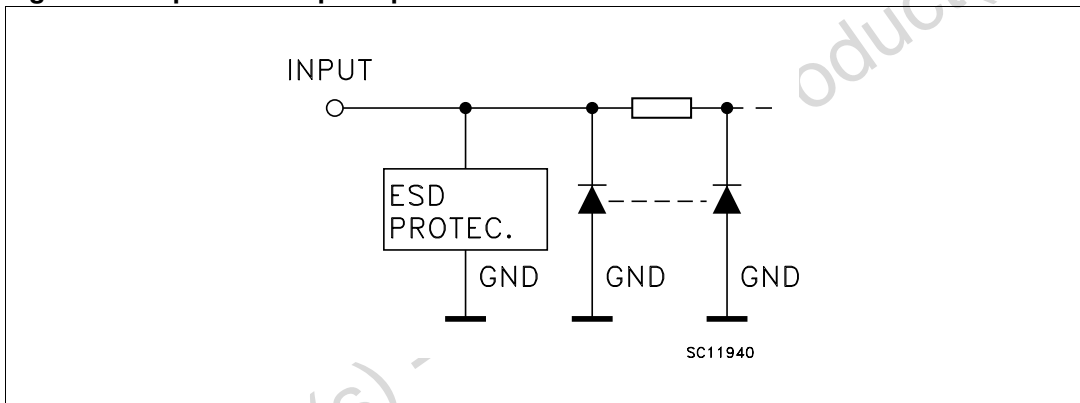 INPUT
ESD
PROTEC.
GND
GND
GND
SC11940